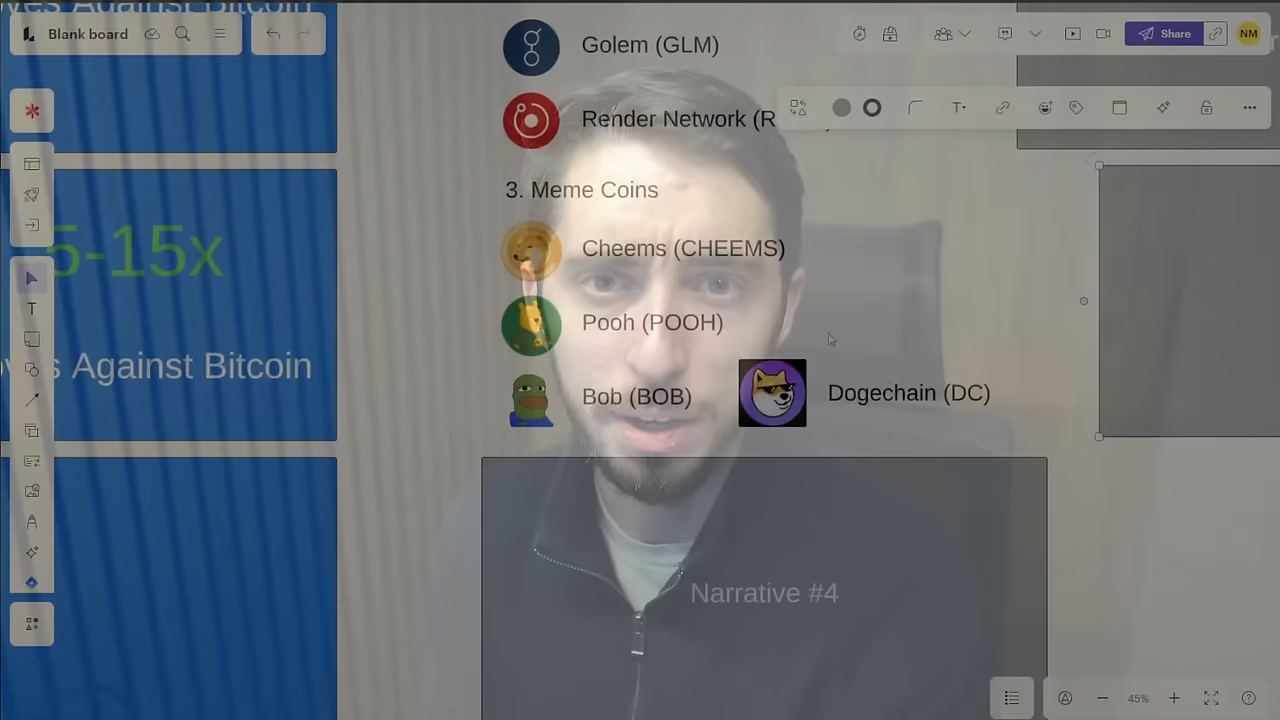 Blank board
Share
NM
Golem (GLM)
Render Network (R
3. Meme Coins
Cheems (CHEEMS)
5-15x
Pooh (POOH)
Against Bitcoin
Bob (BOB)
Dogechain (DC)
Narrative #4
45%